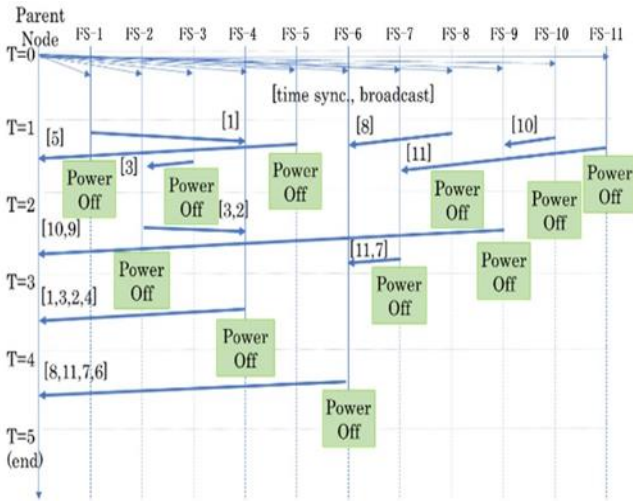 Parent
Node
FS-1 FS-2 FS-3 FS-4 FS-5 FS-6 FS-7 FS-8 FS-9 FS-10 FS-11
T=0
[time sync., broadcast]
T=1
[5]
[1]
[8]
[10]
[3]
[11]
Power
Off
Power
Off
Power
Off
Power
Off
Power
Off
Power
Off
T=2
[3,2]
[10,9]
[11,7]
Power
Off
Power
Off
Power
Off
T=3
[1,3,2,4]
Power
Off
T=4
[8,11,7,6]
Power
Off
T=5
(end)